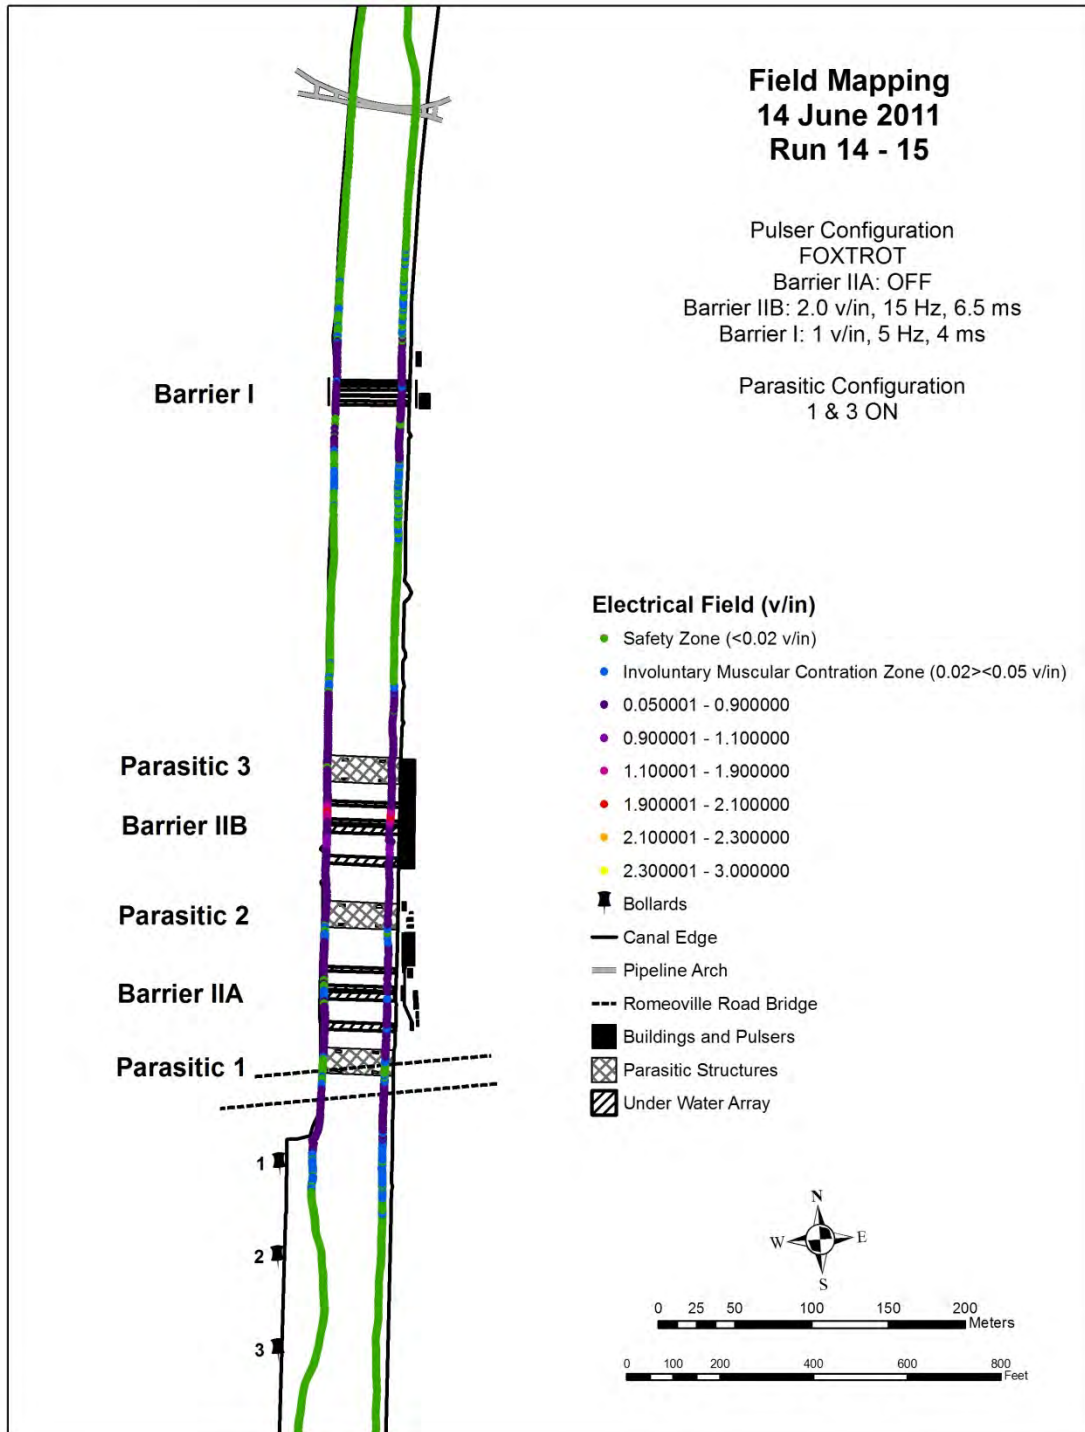 Field Mapping
14 June 2011
Run 14 - 15
Pulser Configuration
FOXTROT
Barrier IIA: OFF
Barrier IIB: 2.0 v/in, 15 Hz, 6.5 ms
Barrier I: 1 v/in, 5 Hz, 4 ms
Parasitic Configuration
1 & 3 ON
Barrier I
Parasitic 3
Barrier IIB
Parasitic 2
Barrier IIA
Parasitic 1
1
2
3
Electrical Field (v/in)
Safety Zone (<0.02 v/in)
Involuntary Muscular Contration Zone (0.02><0.05 v/in)
0.050001 - 0.900000
0.900001 - 1.100000
1.100001 - 1.900000
1.900001 - 2.100000
2.100001 - 2.300000
2.300001 - 3.000000
Bollards
Canal Edge
Pipeline Arch
Romeoville Road Bridge
Buildings and Pulsers
Parasitic Structures
Under Water Array
N
W E
S
0 25 50 100 150 200
Meters
0 100 200 400 600 800
Feet